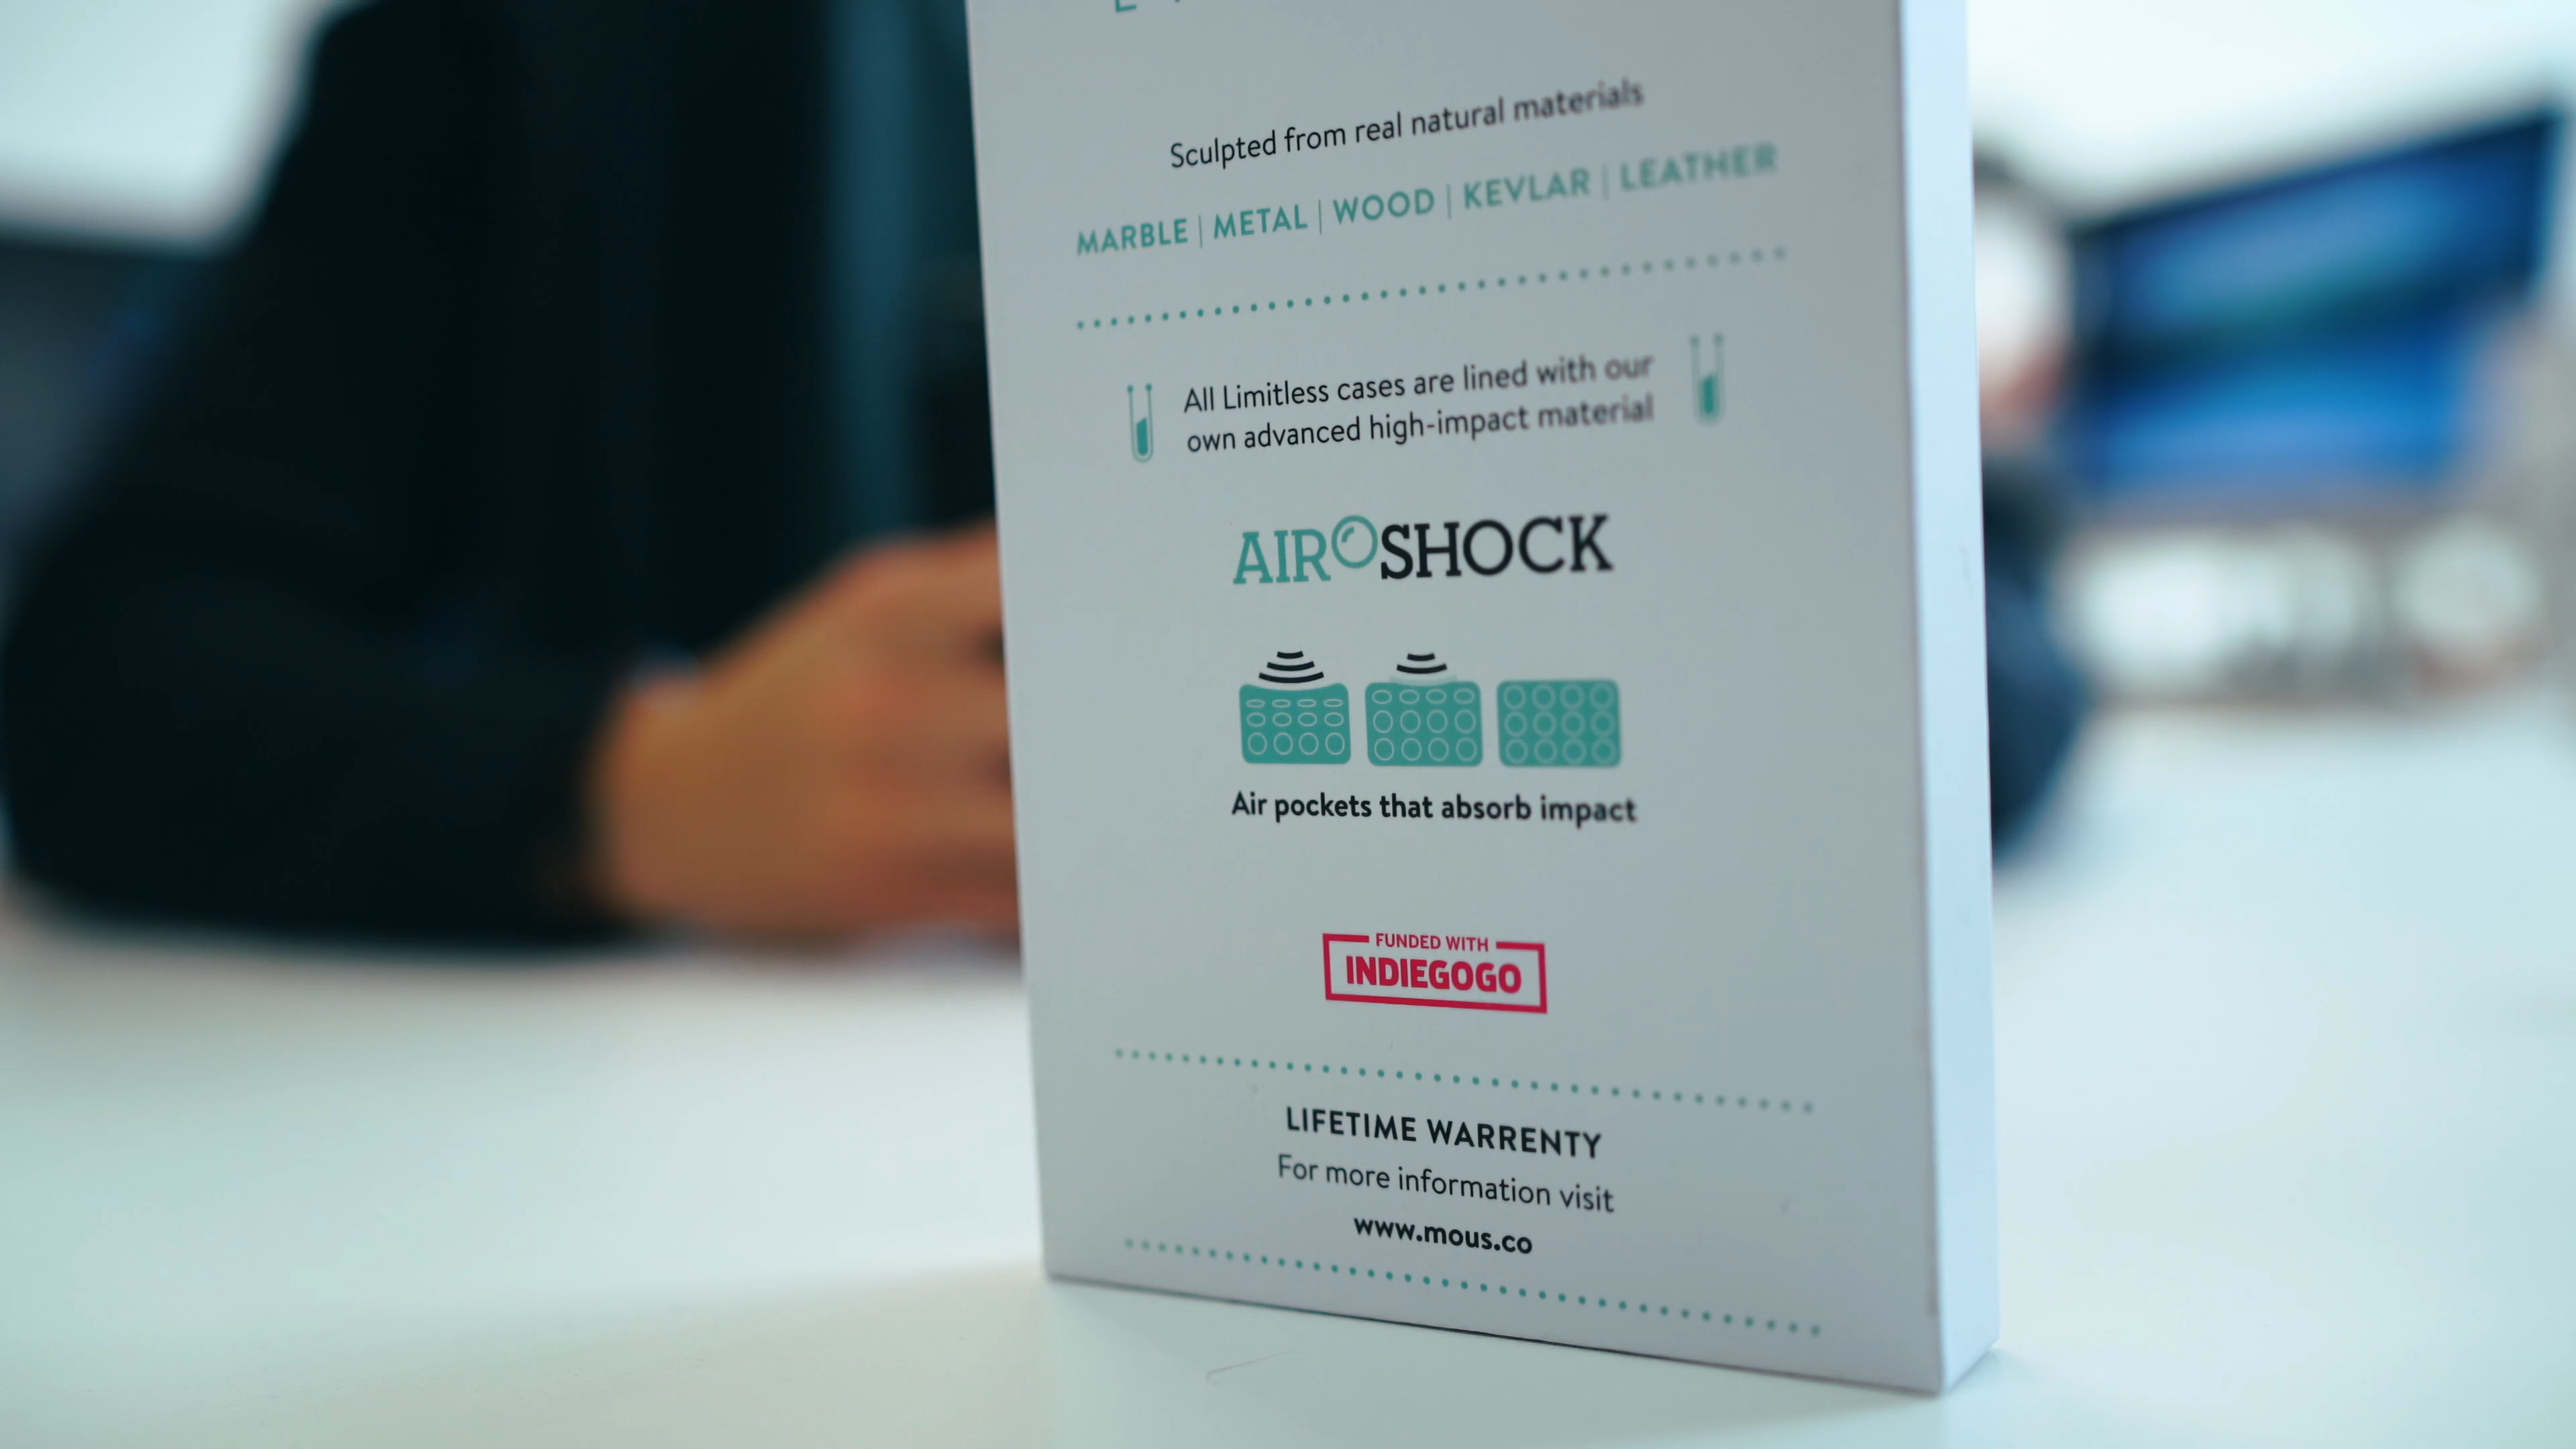 Sculpted from real natural materials
MARBLE | METAL | WOOD | KEVLAR | LEATHER
All Limitless cases are lined with our
own advanced high-impact material
AIROSHOCK
Air pockets that absorb impact
FUNDED WITH
INDIEGOGO
LIFETIME WARRENTY
For more information visit
www.mous.co